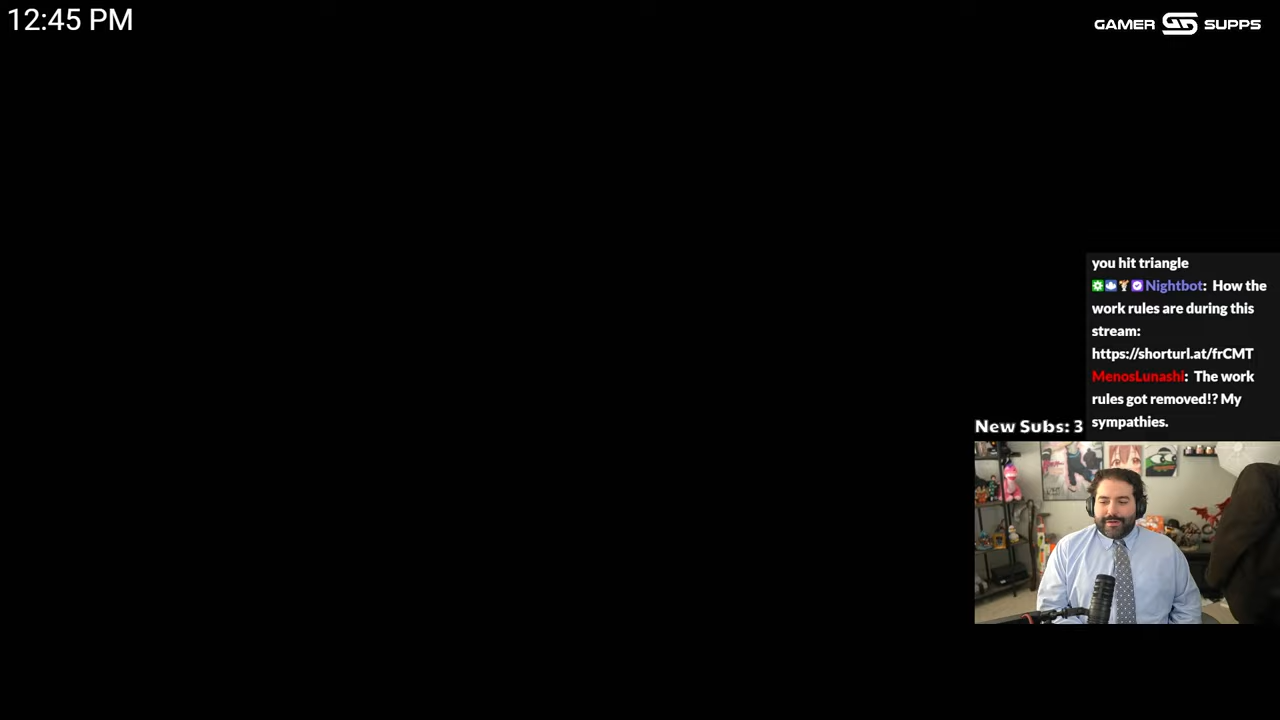 12:45 PM
GAMER SUPPS
you hit triangle
Nightbot: How the
work rules are during this
stream:
https://shorturl.at/frCMT
MenosLunashi: The work
rules got removed!? My
sympathies.
New Subs: 3